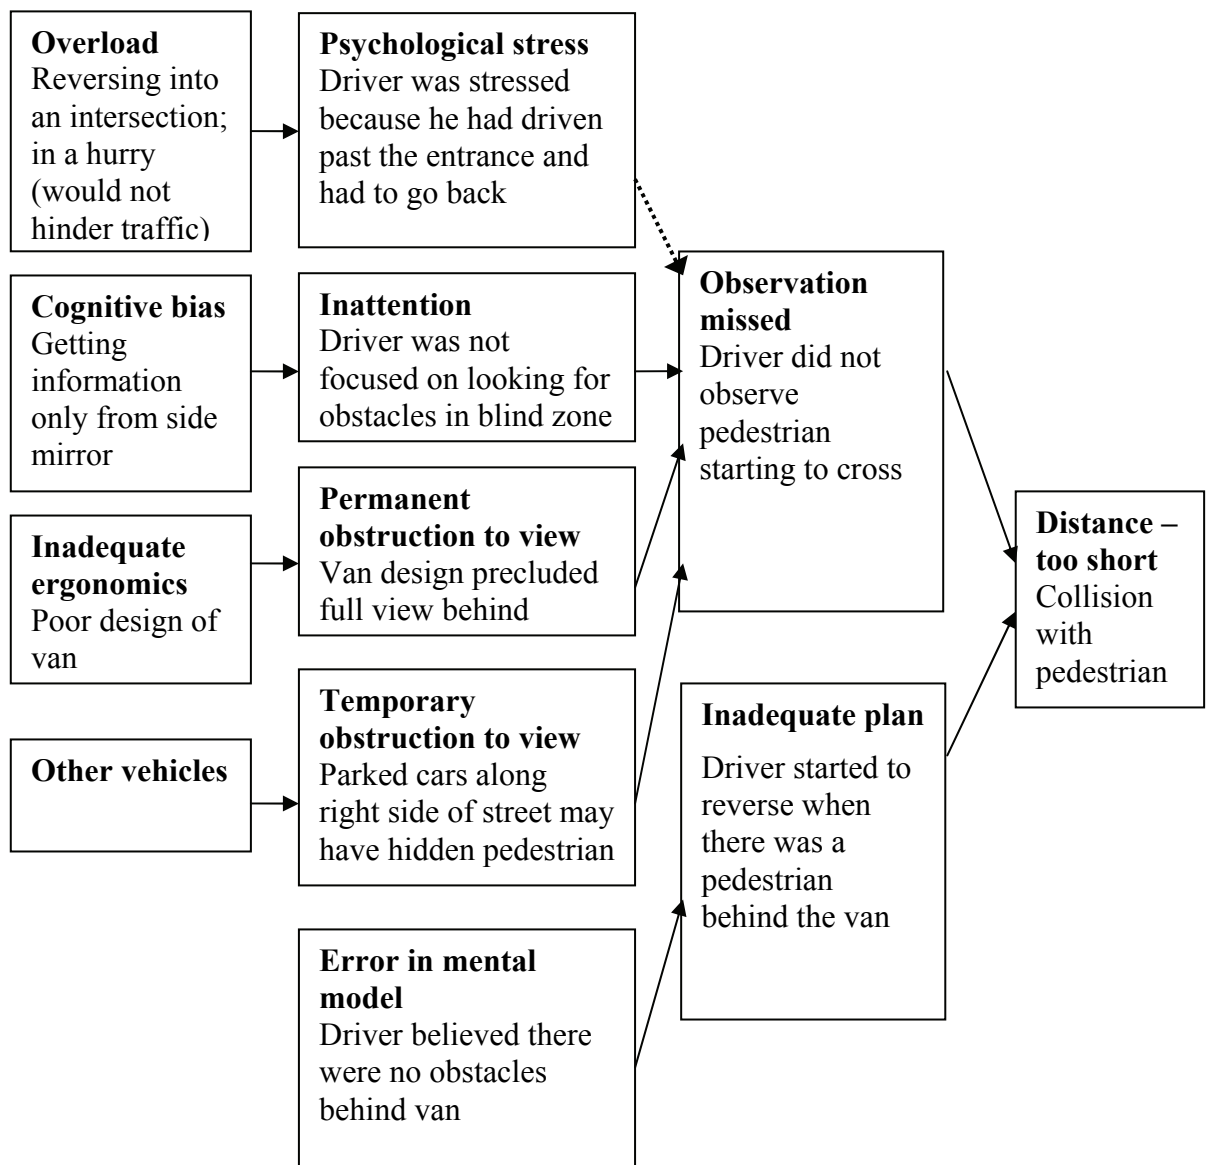 Overload
Reversing into
an intersection;
in a hurry
(would not
hinder traffic)
Psychological stress
Driver was stressed
because he had driven
past the entrance and
had to go back
Cognitive bias
Getting
information
only from side
mirror
Inattention
Driver was not
focused on looking for
obstacles in blind zone
Observation
missed
Driver did not
observe
pedestrian
starting to cross
Inadequate
ergonomics
Poor design of
van
Permanent
obstruction to view
Van design precluded
full view behind
Distance –
too short
Collision
with
pedestrian
Other vehicles
Temporary
obstruction to view
Parked cars along
right side of street may
have hidden pedestrian
Inadequate plan
Driver started to
reverse when
there was a
pedestrian
behind the van
Error in mental
model
Driver believed there
were no obstacles
behind van